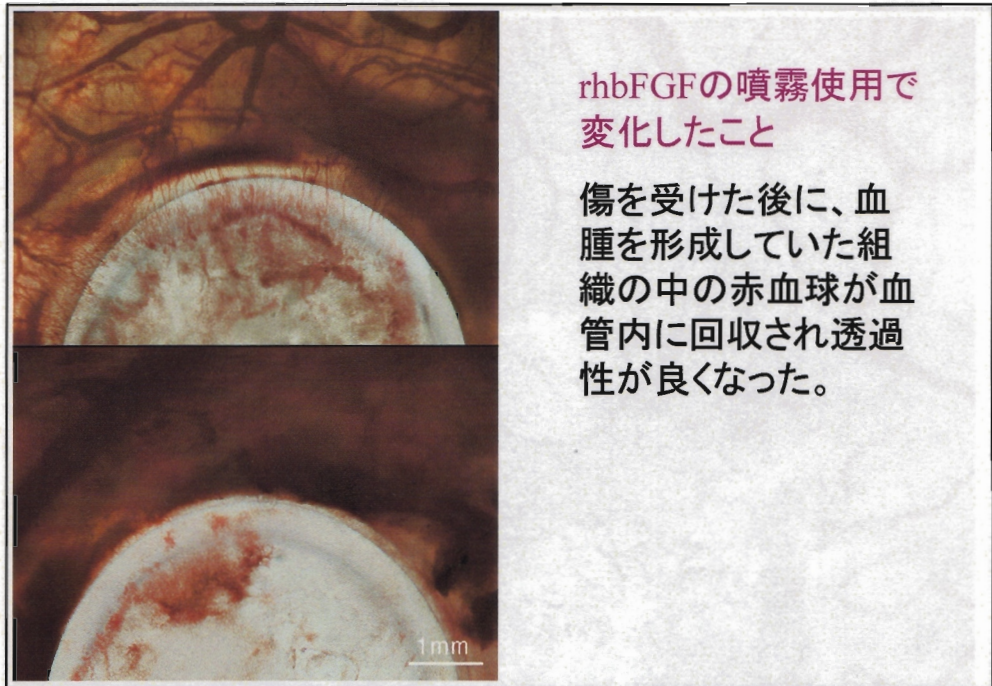 rhbFGFの噴霧使用で
変化したこと
傷を受けた後に、血
腫を形成していた組
織の中の赤血球が血
管内に回収され透過
性が良くなった。
1mm